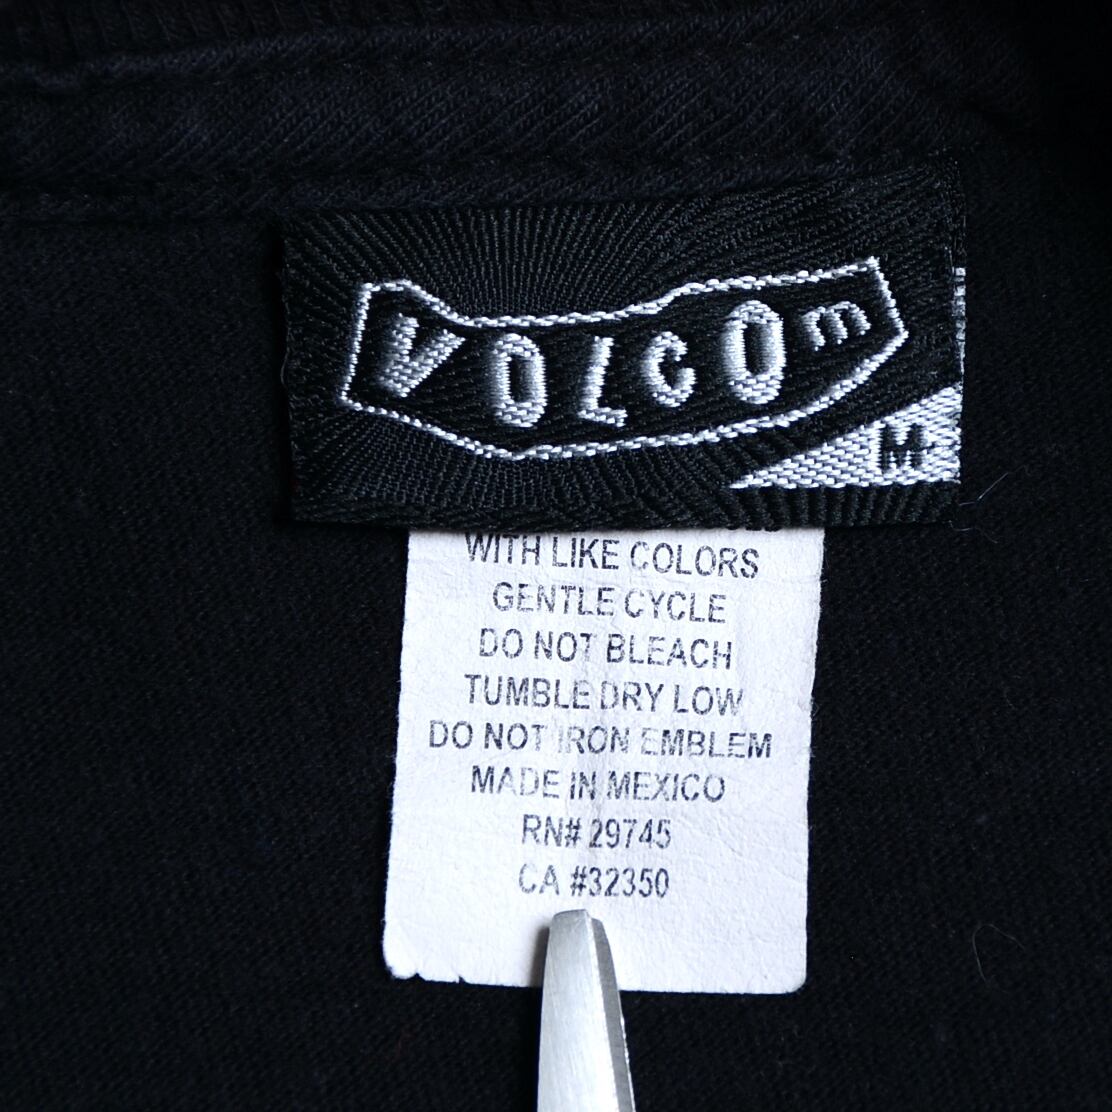 VOLCOm
M
WITH LIKE COLORS
GENTLE CYCLE
DO NOT BLEACH
TUMBLE DRY LOW
DO NOT IRON EMBLEM
MADE IN MEXICO
RN# 29745
CA #32350